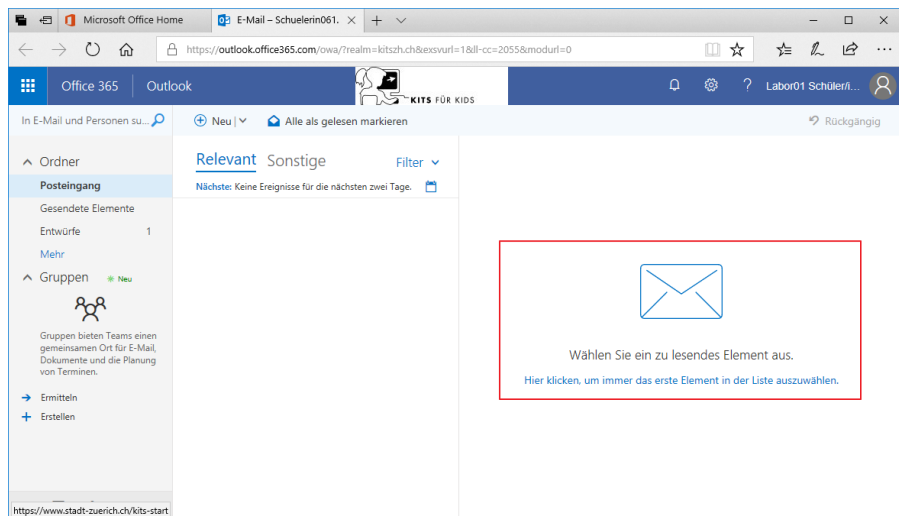 Microsoft Office Home
E-Mail – Schuelerin061.
https://outlook.office365.com/owa/?realm=kitszh.ch&exsvurl=1&ll-cc=2055&modurl=0
Office 365
Outlook
KITS FÜR KIDS
?
Labor01 Schüler/i...
In E-Mail und Personen su...
Neu
Alle als gelesen markieren
Rückgängig
Ordner
Posteingang
Gesendete Elemente
Entwürfe 1
Mehr
Gruppen
Neu
Gruppen bieten Teams einen
gemeinsamen Ort für E-Mail,
Dokumente und die Planung
von Terminen.
Ermitteln
Erstellen
Relevant
Sonstige
Filter
Nächste: Keine Ereignisse für die nächsten zwei Tage.
Wählen Sie ein zu lesendes Element aus.
Hier klicken, um immer das erste Element in der Liste auszuwählen.
https://www.stadt-zuerich.ch/kits-start